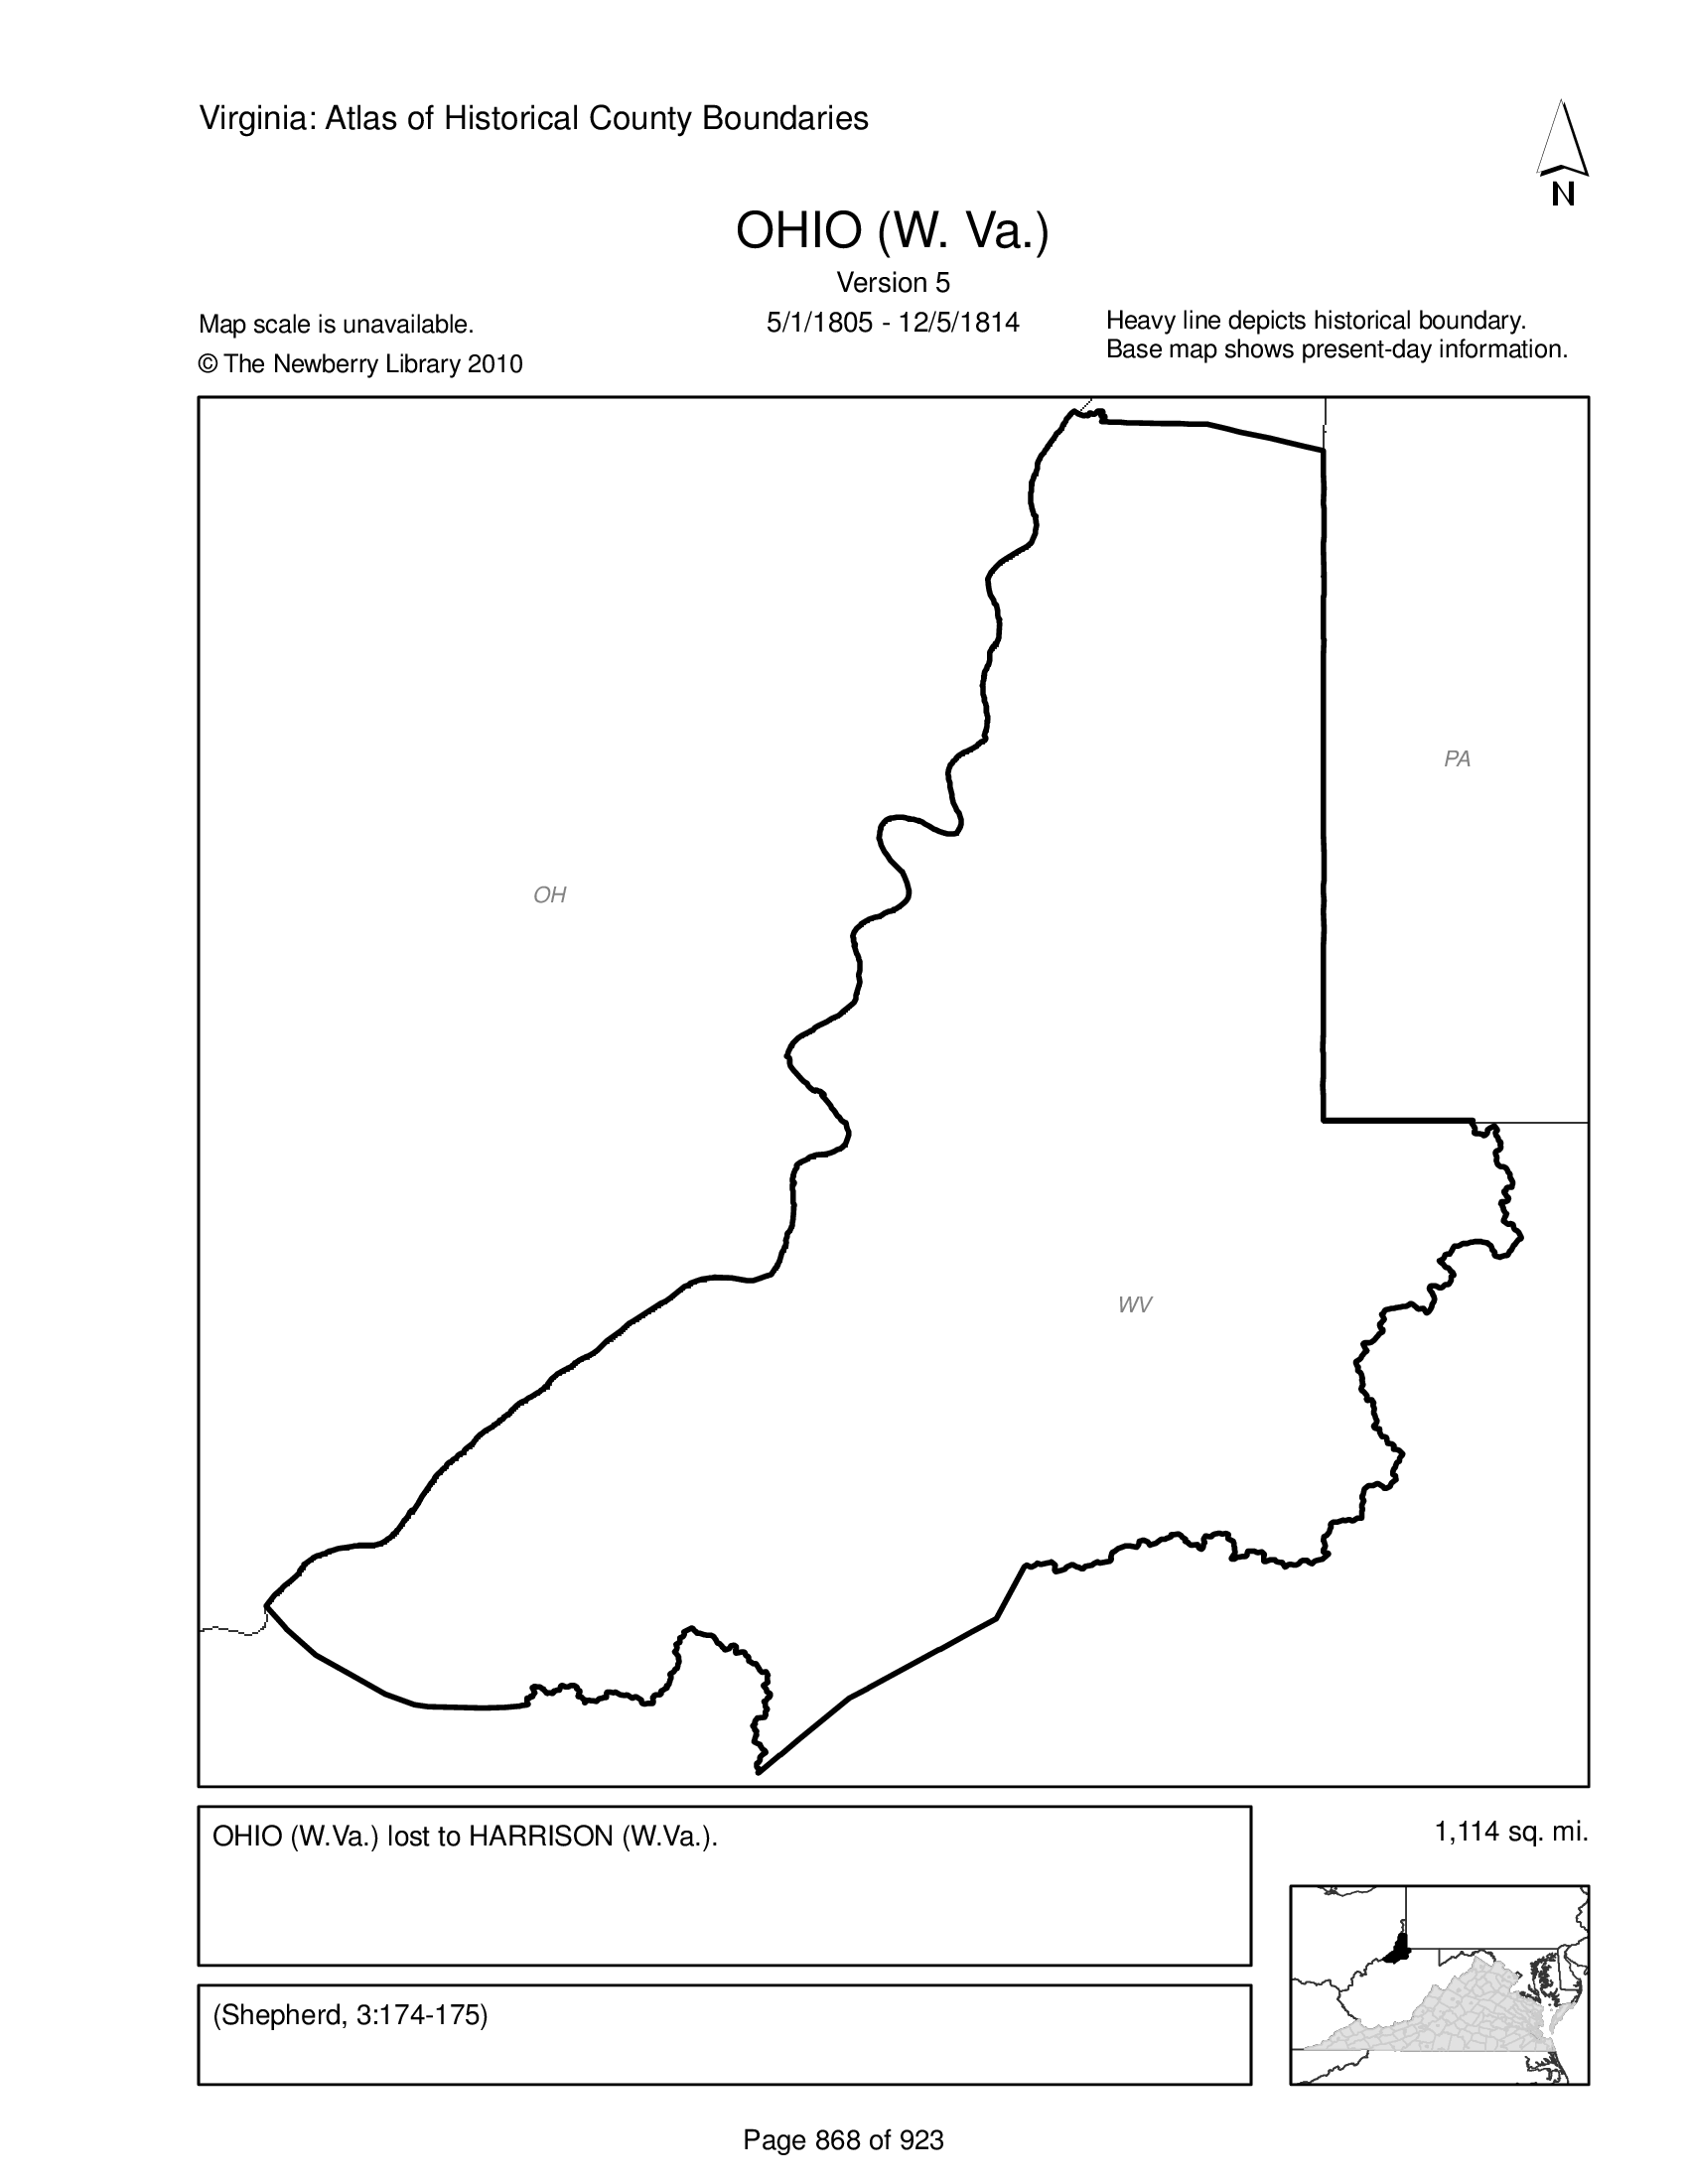 Virginia: Atlas of Historical County Boundaries
N
OHIO (W. Va.)
Version 5
5/1/1805 - 12/5/1814
Map scale is unavailable.
© The Newberry Library 2010
Heavy line depicts historical boundary.
Base map shows present-day information.
PA
OH
WV
OHIO (W.Va.) lost to HARRISON (W.Va.).
1,114 sq. mi.
(Shepherd, 3:174-175)
Page 868 of 923